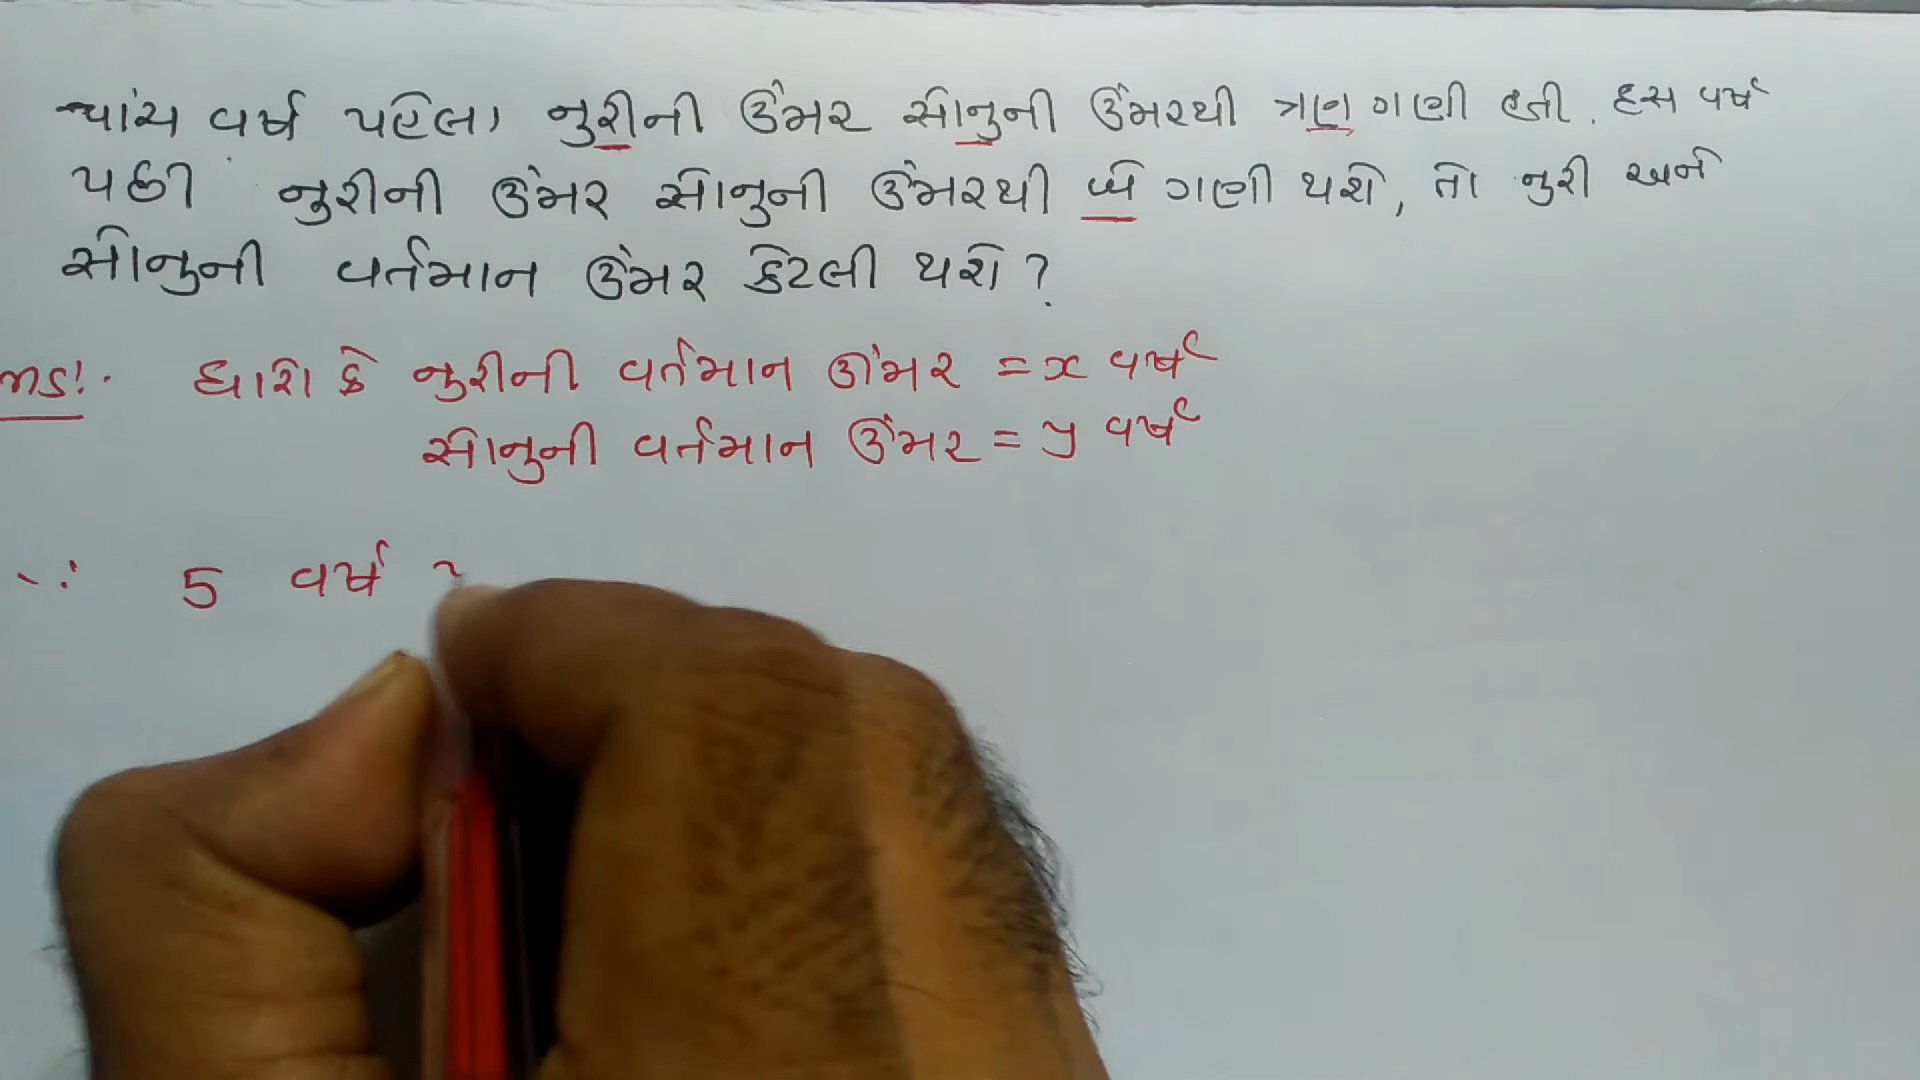 પાંચ વર્ષ પહેલા નુરીની ઉંમર સોનુની ઉંમરથી ત્રણ ગણી હતી. દસ વર્ષ
પછી નુરીની ઉંમર સોનુની ઉંમરથી બે ગણી થશે, તો નુરી અને
સોનુની વર્તમાન ઉંમર કેટલી થશે?
ધારો કે નુરીની વર્તમાન ઉંમર = x વર્ષ
સોનુની વર્તમાન ઉંમર = y વર્ષ
∵ 5 વર્ષ